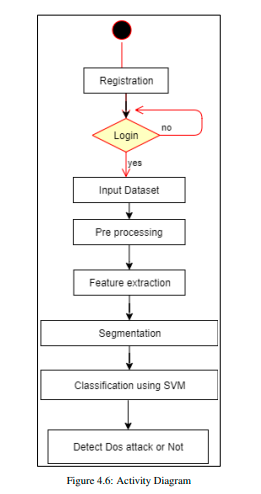 Registration
Login
no
yes
Input Dataset
Pre processing
Feature extraction
Segmentation
Classification using SVM
Detect Dos attack or Not
Figure 4.6: Activity Diagram